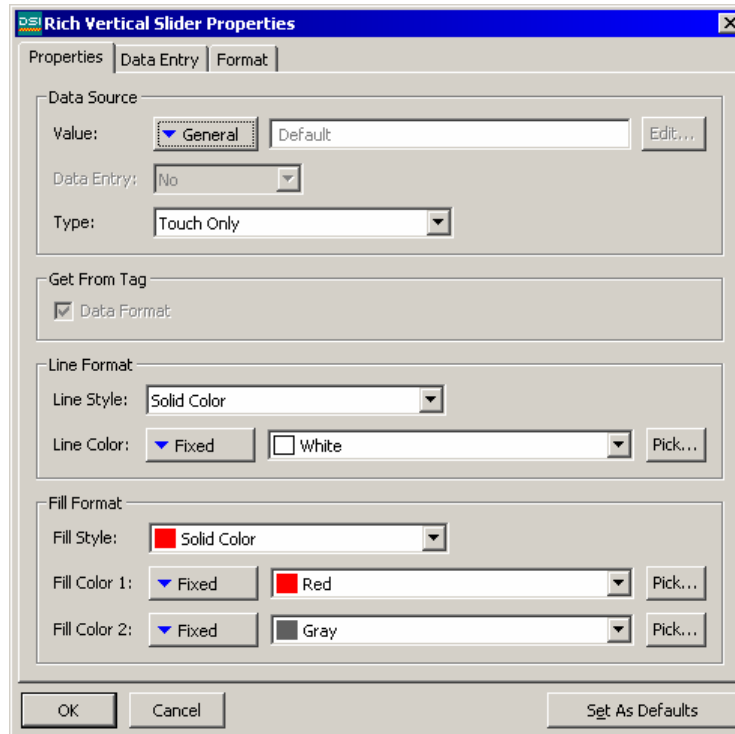 DSI Rich Vertical Slider Properties
Properties Data Entry Format
Data Source
Value: General Default Edit...
Data Entry: No
Type: Touch Only
Get From Tag
Data Format
Line Format
Line Style: Solid Color
Line Color: Fixed White Pick...
Fill Format
Fill Style: Solid Color
Fill Color 1: Fixed Red Pick...
Fill Color 2: Fixed Gray Pick...
OK Cancel Set As Defaults